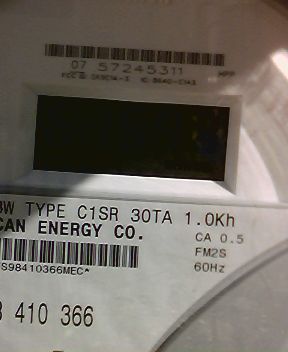 07 57245311
3W TYPE C1SR 30TA 1.0Kh
CAN ENERGY CO.
CA 0.5
FM2S
60Hz
S98410366MEC*
410 366